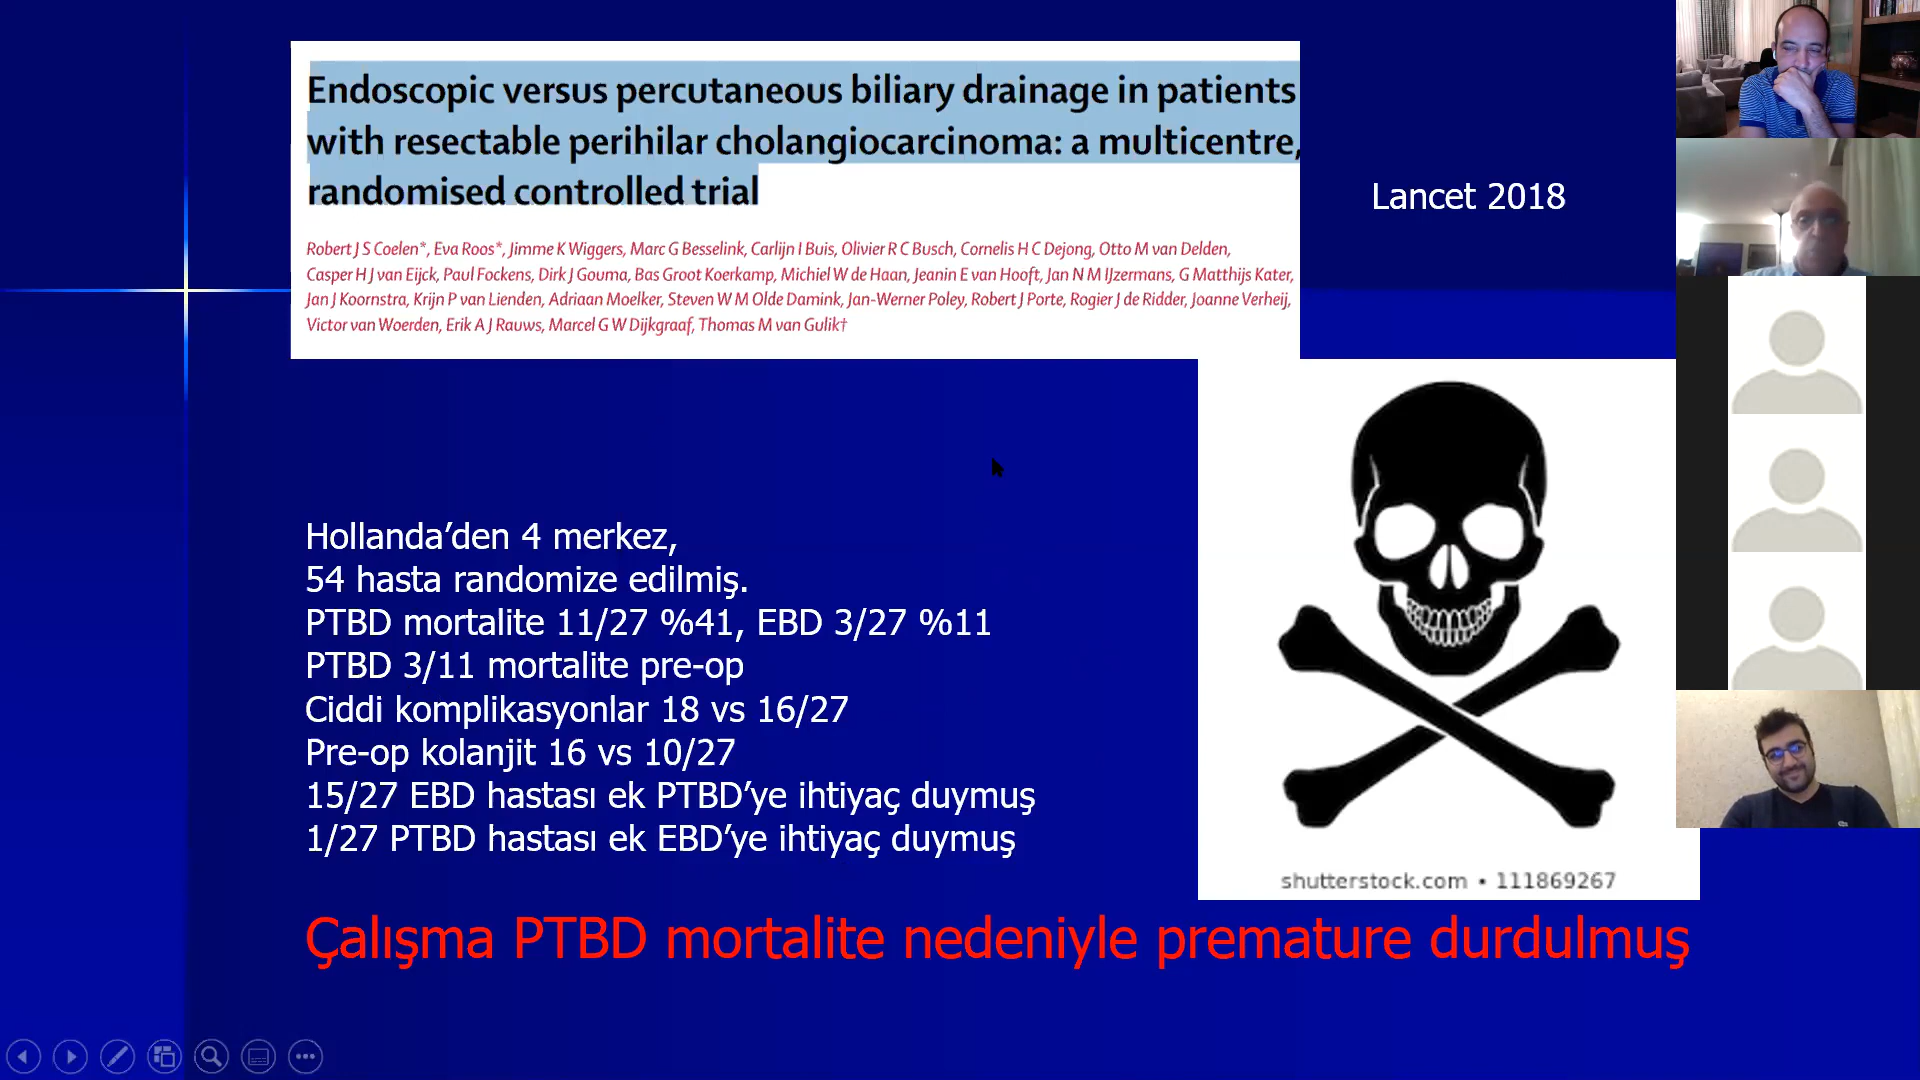 Endoscopic versus percutaneous biliary drainage in patients
with resectable perihilar cholangiocarcinoma: a multicentre,
randomised controlled trial
Robert J S Coelen*, Eva Roos*, Jimme K Wiggers, Marc G Besselink, Carlijn I Buis, Olivier R C Busch, Cornelis H C Dejong, Otto M van Delden,
Casper H J van Eijck, Paul Fockens, Dirk J Gouma, Bas Groot Koerkamp, Michiel W de Haan, Jeanin E van Hooft, Jan N M IJzermans, G Matthijs Kater,
Jan J Koornstra, Krijn P van Lienden, Adriaan Moelker, Steven W M Olde Damink, Jan-Werner Poley, Robert J Porte, Rogier J de Ridder, Joanne Verheij,
Victor van Woerden, Erik A J Rauws, Marcel G W Dijkgraaf, Thomas M van Gulik†
Lancet 2018
Hollanda’den 4 merkez,
54 hasta randomize edilmiş.
PTBD mortalite 11/27 %41, EBD 3/27 %11
PTBD 3/11 mortalite pre-op
Ciddi komplikasyonlar 18 vs 16/27
Pre-op kolanjit 16 vs 10/27
15/27 EBD hastası ek PTBD’ye ihtiyaç duymuş
1/27 PTBD hastası ek EBD’ye ihtiyaç duymuş
shutterstock.com • 111869267
Çalışma PTBD mortalite nedeniyle premature durdulmuş